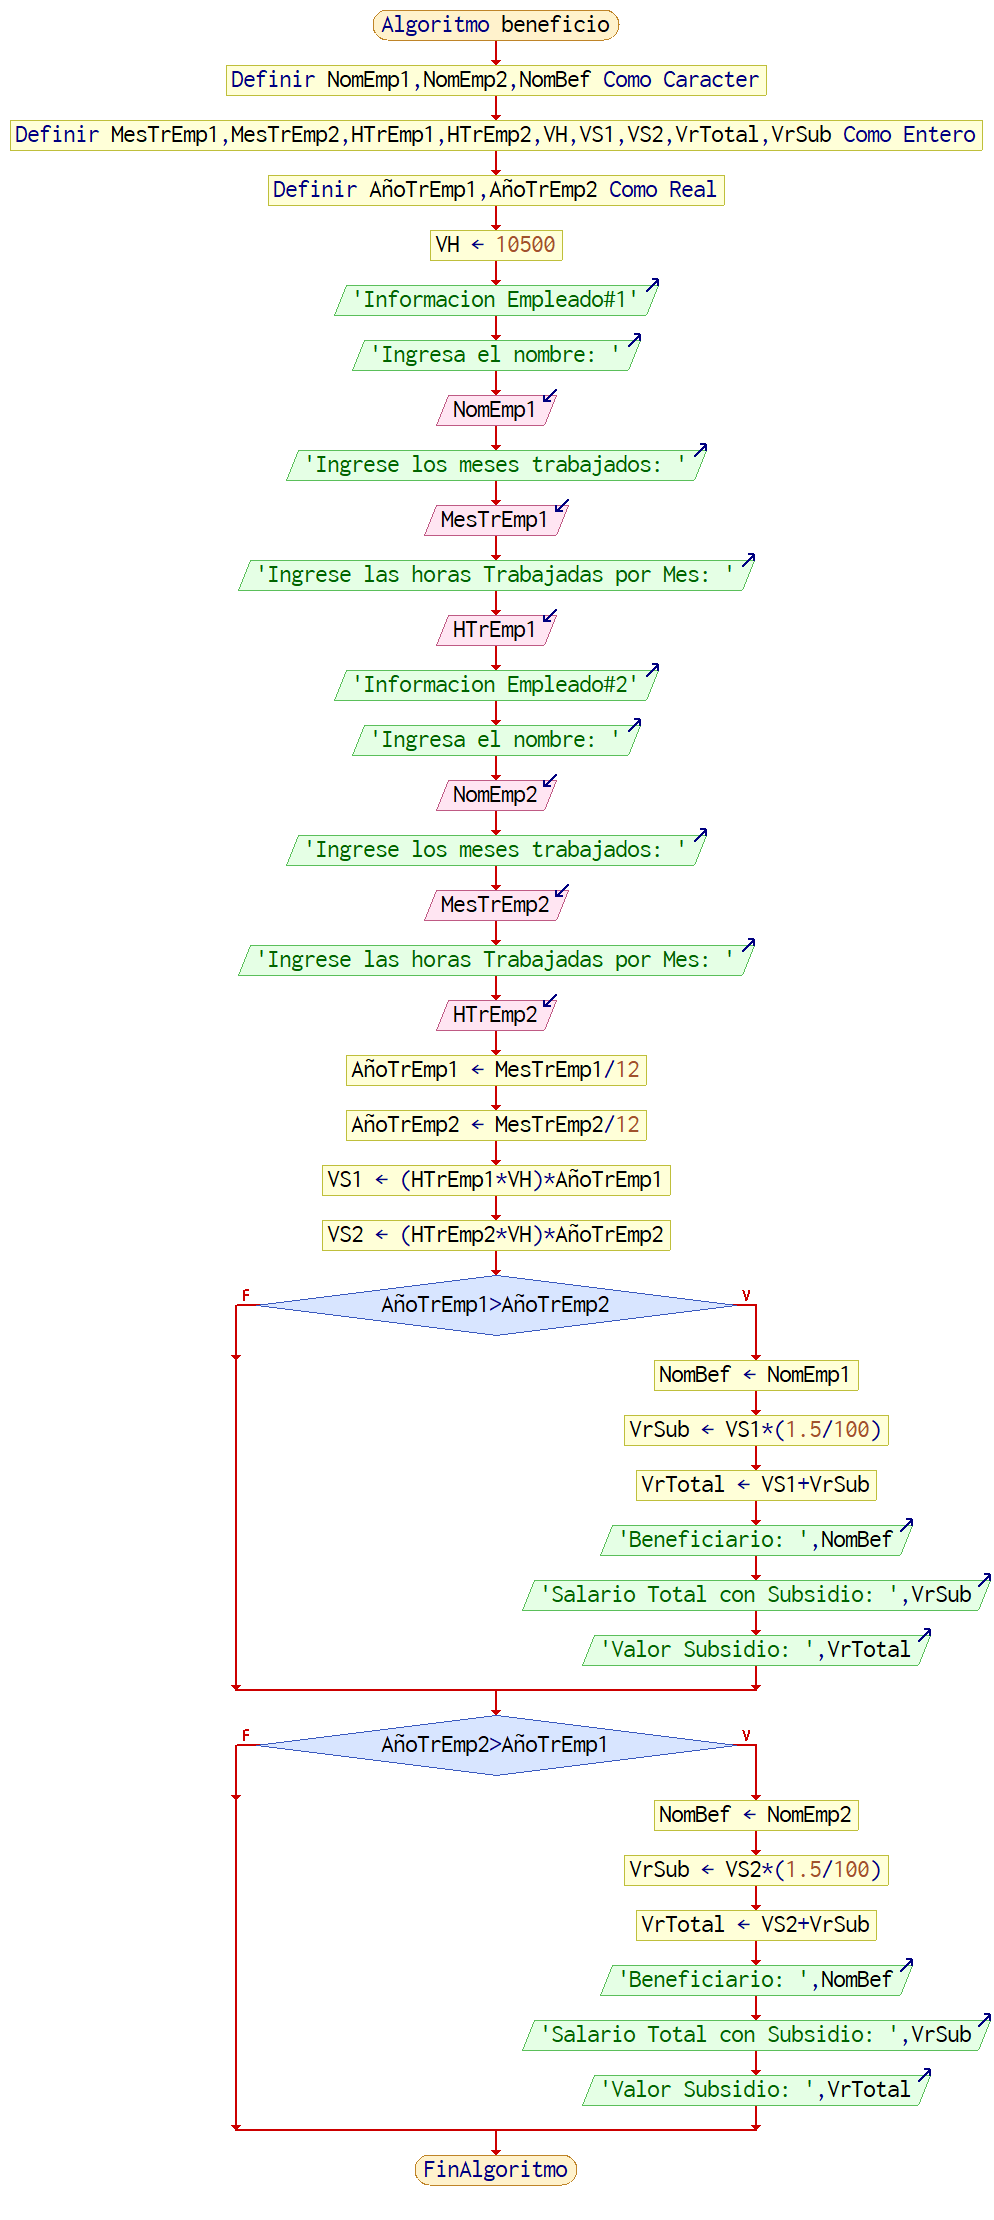 Algoritmo beneficio
Definir NomEmp1,NomEmp2,NomBef Como Caracter
Definir MesTrEmp1,MesTrEmp2,HTrEmp1,HTrEmp2,VH,VS1,VS2,VrTotal,VrSub Como Entero
Definir AñoTrEmp1,AñoTrEmp2 Como Real
VH ← 10500
'Informacion Empleado#1'
'Ingresa el nombre: '
NomEmp1
'Ingrese los meses trabajados: '
MesTrEmp1
'Ingrese las horas Trabajadas por Mes: '
HTrEmp1
'Informacion Empleado#2'
'Ingresa el nombre: '
NomEmp2
'Ingrese los meses trabajados: '
MesTrEmp2
'Ingrese las horas Trabajadas por Mes: '
HTrEmp2
AñoTrEmp1 ← MesTrEmp1/12
AñoTrEmp2 ← MesTrEmp2/12
VS1 ← (HTrEmp1*VH)*AñoTrEmp1
VS2 ← (HTrEmp2*VH)*AñoTrEmp2
F
V
AñoTrEmp1>AñoTrEmp2
NomBef ← NomEmp1
VrSub ← VS1*(1.5/100)
VrTotal ← VS1+VrSub
'Beneficiario: ',NomBef
'Salario Total con Subsidio: ',VrSub
'Valor Subsidio: ',VrTotal
F
V
AñoTrEmp2>AñoTrEmp1
NomBef ← NomEmp2
VrSub ← VS2*(1.5/100)
VrTotal ← VS2+VrSub
'Beneficiario: ',NomBef
'Salario Total con Subsidio: ',VrSub
'Valor Subsidio: ',VrTotal
FinAlgoritmo